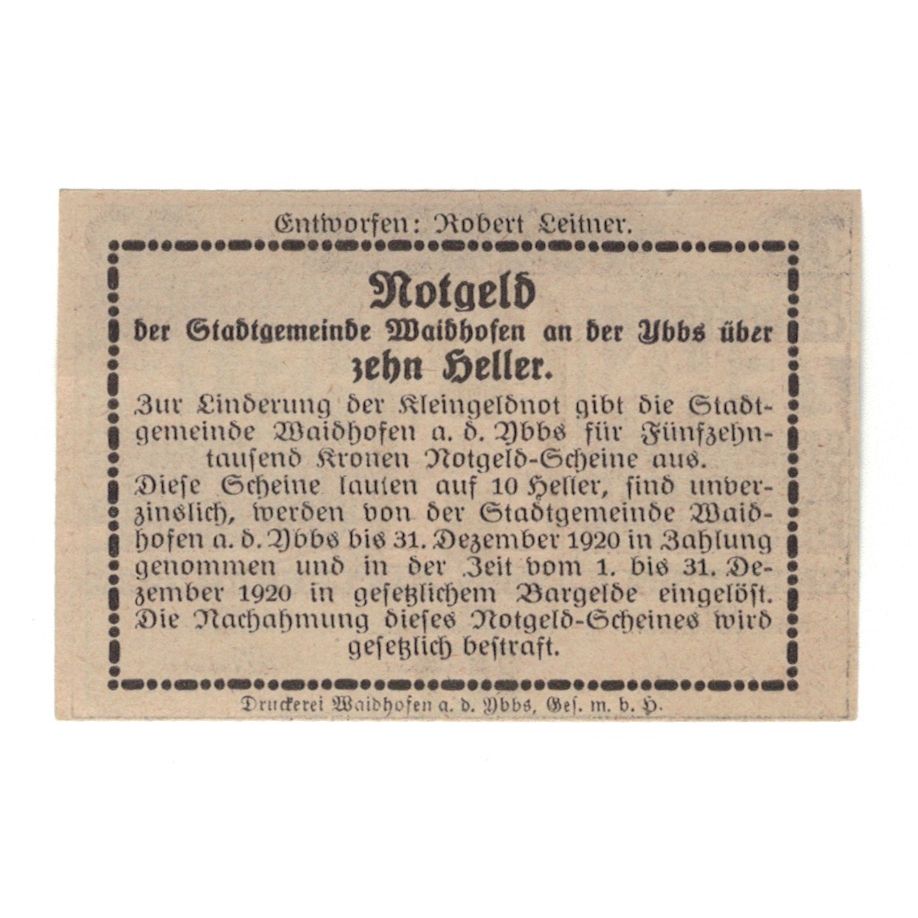 Entworfen: Robert Leitner.
Notgeld
der Stadtgemeinde Waidhofen an der Ybbs über
zehn Heller.
Zur Linderung der Kleingeldnot gibt die Stadt-
gemeinde Waidhofen a. d. Ybbs für Fünfzehn-
tausend Kronen Notgeld-Scheine aus.
Diese Scheine lauten auf 10 Heller, sind unver-
zinslich, werden von der Stadtgemeinde Waid-
hofen a. d. Ybbs bis 31. Dezember 1920 in Zahlung
genommen und in der Zeit vom 1. bis 31. De-
zember 1920 in gesetzlichem Bargelde eingelöst.
Die Nachahmung dieses Notgeld-Scheines wird
gesetzlich bestraft.
Druckerei Waidhofen a. d. Ybbs, Ges. m. b. H.